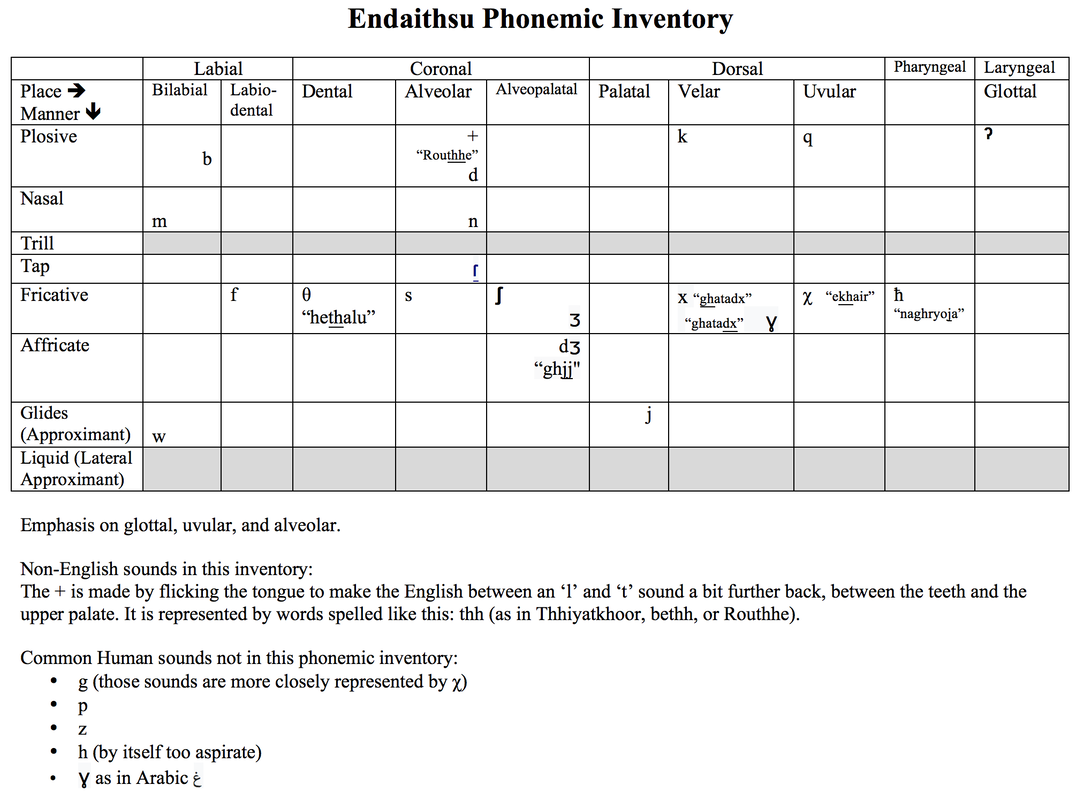 Endaithsu Phonemic Inventory
Labial Coronal Dorsal Pharyngeal Laryngeal
Place ➔ Manner 🡻 Bilabial Labio-dental Dental Alveolar Alveopalatal Palatal Velar Uvular Glottal
Plosive b + “Routhhe” d k q ʔ
Nasal m n
Trill
Tap ɾ
Fricative f θ “hethalu” s ʃ ʒ x “ghatadx” “ghatadx” ɣ χ “ekhair” ħ “naghryoja”
Affricate dʒ “ghjj"
Glides (Approximant) w j
Liquid (Lateral Approximant)
Emphasis on glottal, uvular, and alveolar.
Non-English sounds in this inventory:
The + is made by flicking the tongue to make the English between an ‘l’ and ‘t’ sound a bit further back, between the teeth and the
upper palate. It is represented by words spelled like this: thh (as in Thhiyatkhoor, bethh, or Routhhe).
Common Human sounds not in this phonemic inventory:
• g (those sounds are more closely represented by χ)
• p
• z
• h (by itself too aspirate)
• ɣ as in Arabic غ